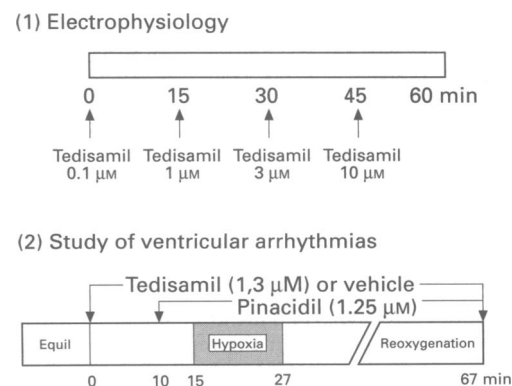 (1) Electrophysiology
0 15 30 45 60 min
Tedisamil Tedisamil Tedisamil Tedisamil
0.1 μM 1 μM 3 μM 10 μM
(2) Study of ventricular arrhythmias
Tedisamil (1,3 μM) or vehicle
Pinacidil (1.25 μM)
Equil Hypoxia Reoxygenation
0 10 15 27 67 min